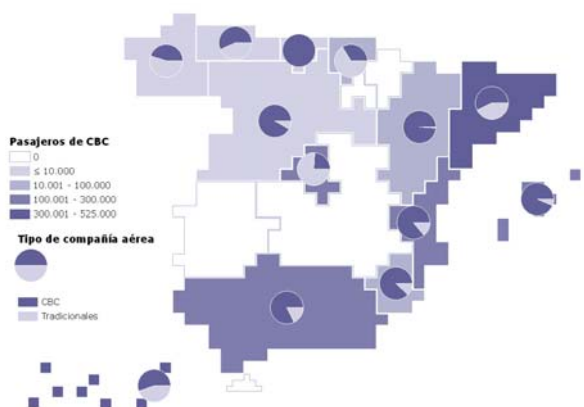 Pasajeros de CBC
0
≤ 10.000
10.001 - 100.000
100.001 - 300.000
300.001 - 525.000
Tipo de compañía aérea
CBC
Tradicionales